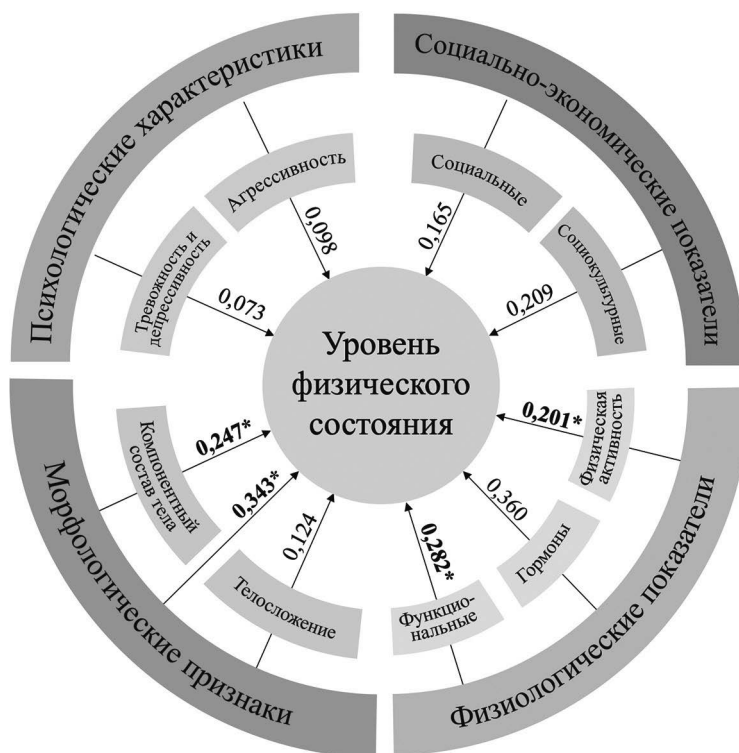 Психологические характеристики
Социально-экономические показатели
Агрессивность
0,098
Тревожность и
депрессивность
0,073
Социальные
0,165
Социокультурные
0,209
Уровень
физического
состояния
Компонентный
состав тела
0,247*
0,343*
Телосложение
0,124
Физическая
активность
0,201*
Гормоны
0,360
Функцио-
нальные
0,282*
Морфологические признаки
Физиологические показатели